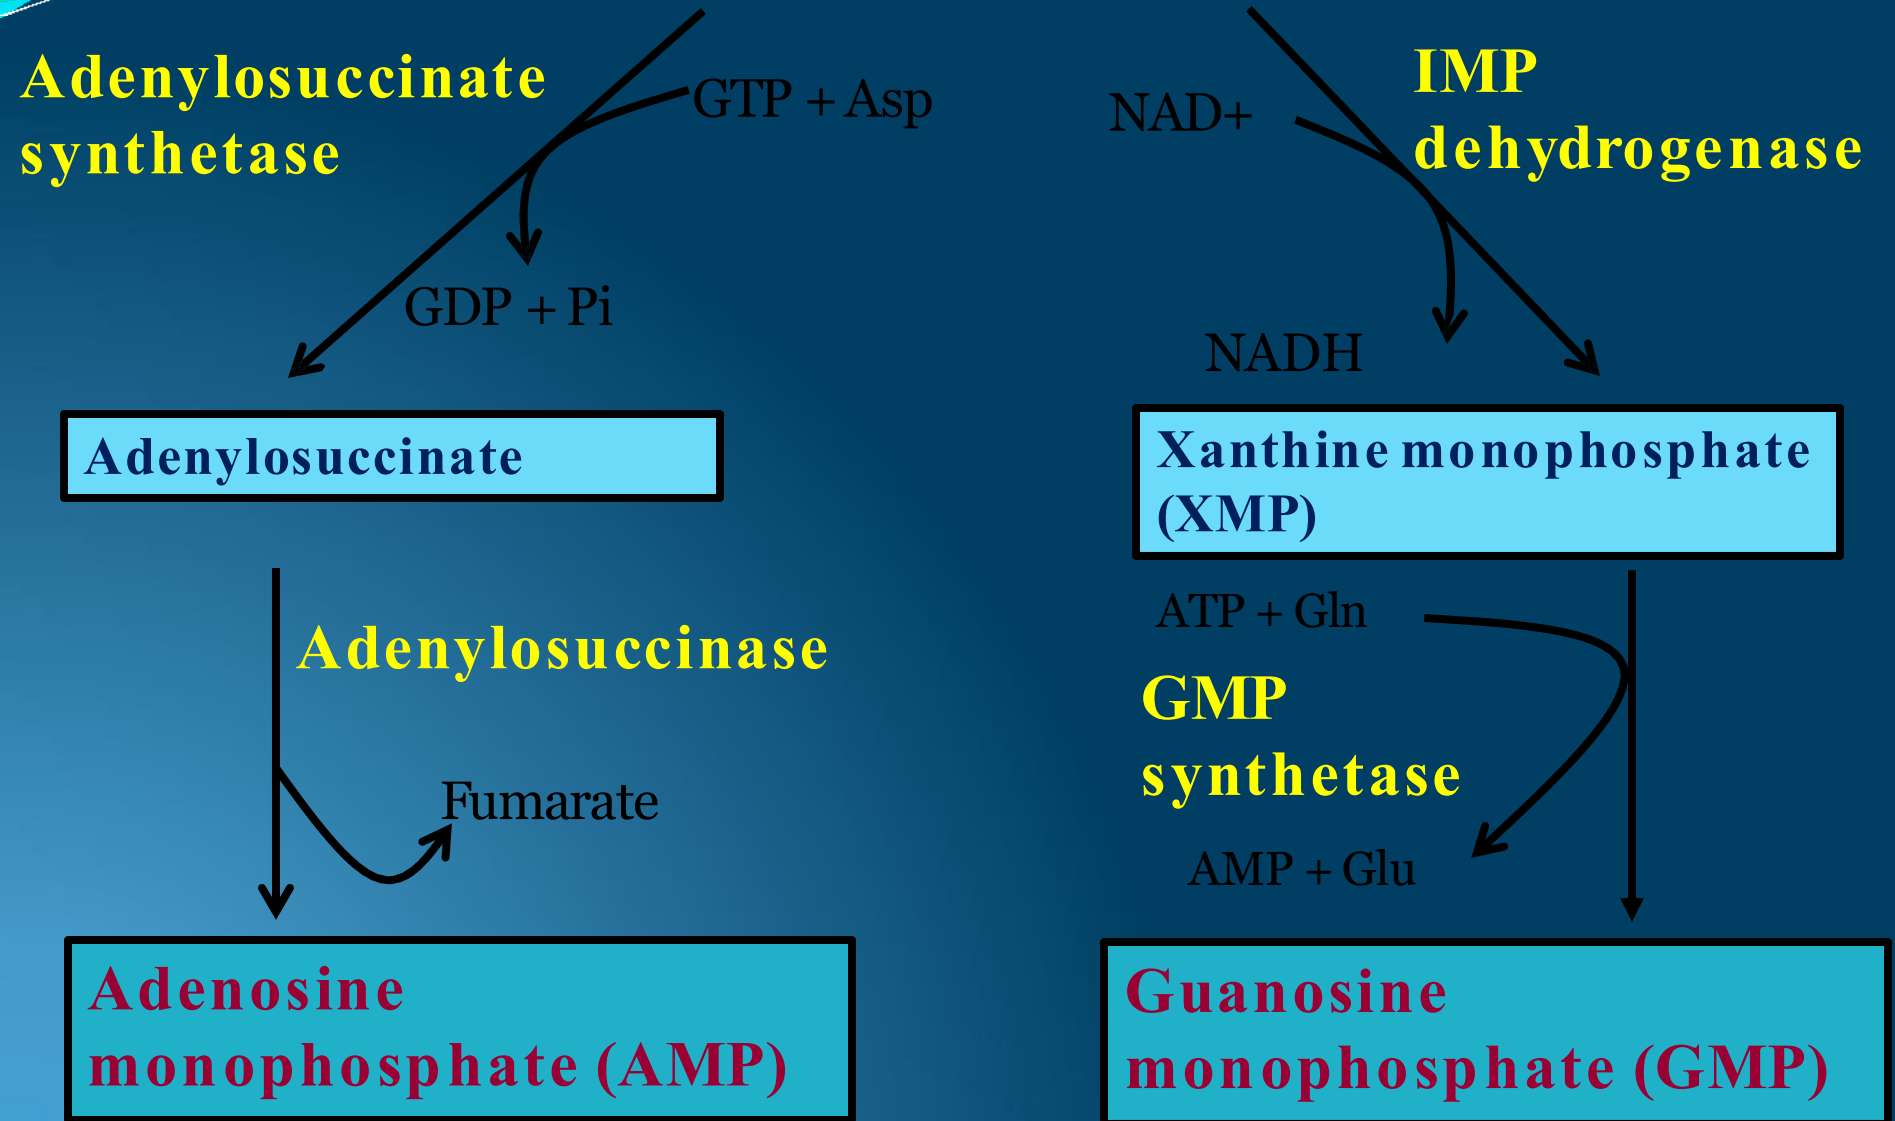 Adenylosuccinate
synthetase
GTP + Asp
GDP + Pi
NAD+
IMP
dehydrogenase
NADH
Adenylosuccinate
Xanthine monophosphate
(XMP)
Adenylosuccinase
Fumarate
ATP + Gln
GMP
synthetase
AMP + Glu
Adenosine
monophosphate (AMP)
Guanosine
monophosphate (GMP)